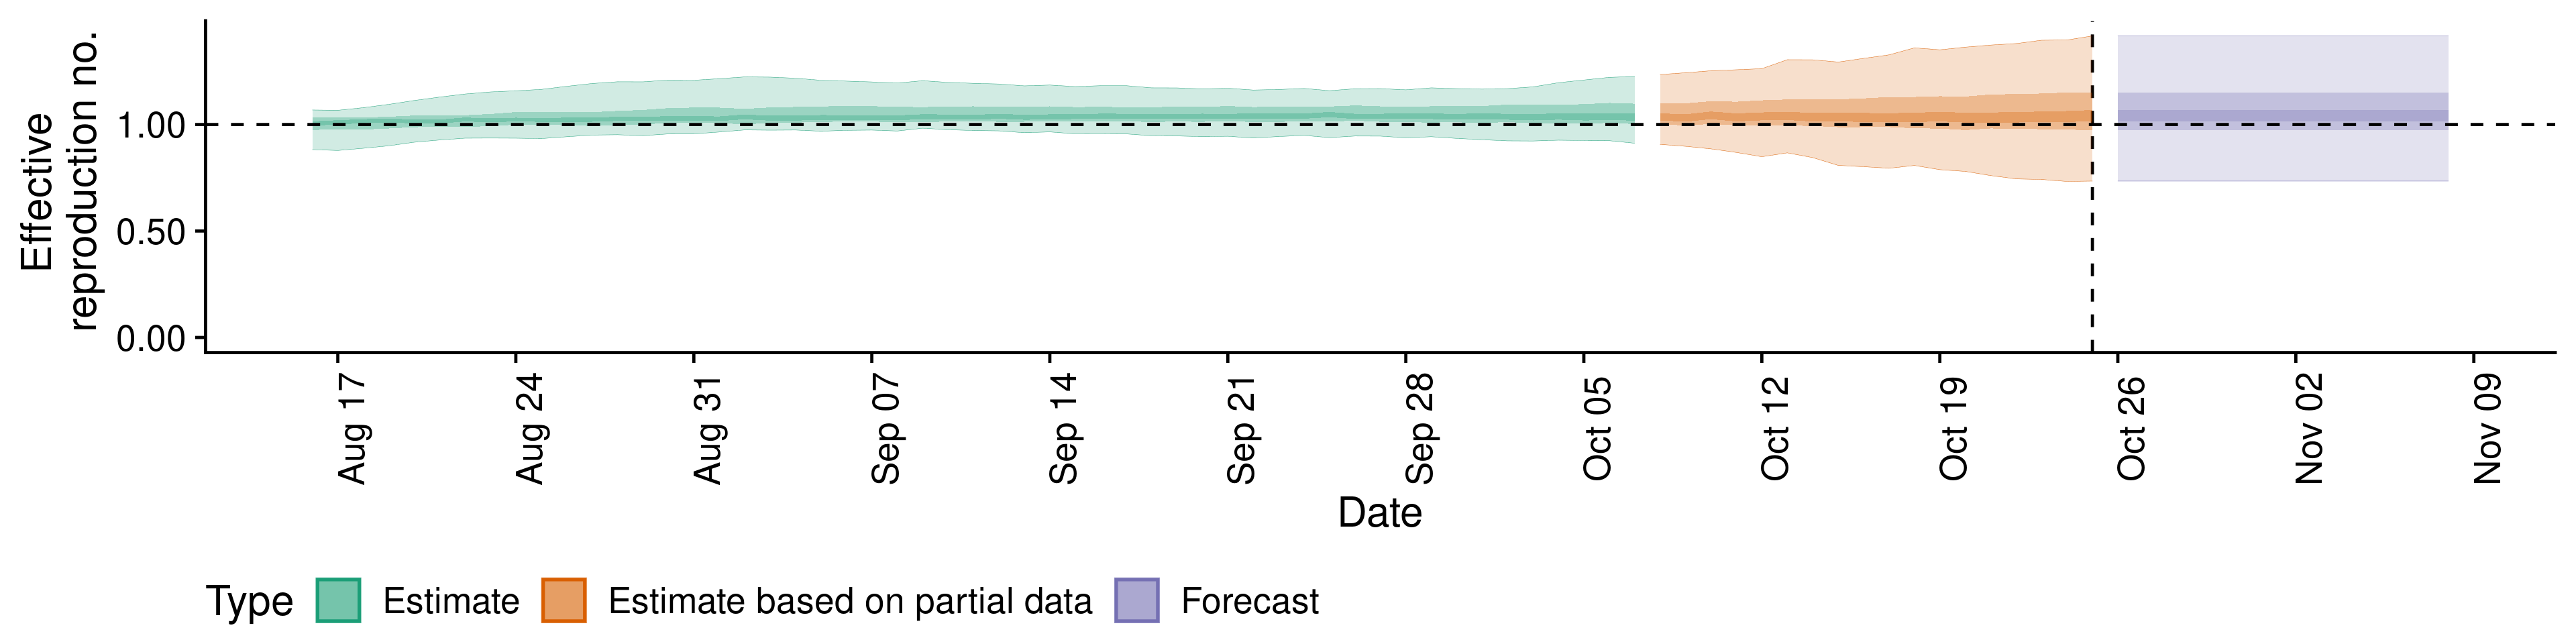 Effective
reproduction no.
1.00
0.50
0.00
Aug 17
Aug 24
Aug 31
Sep 07
Sep 14
Sep 21
Sep 28
Oct 05
Oct 12
Oct 19
Oct 26
Nov 02
Nov 09
Date
Type Estimate Estimate based on partial data Forecast